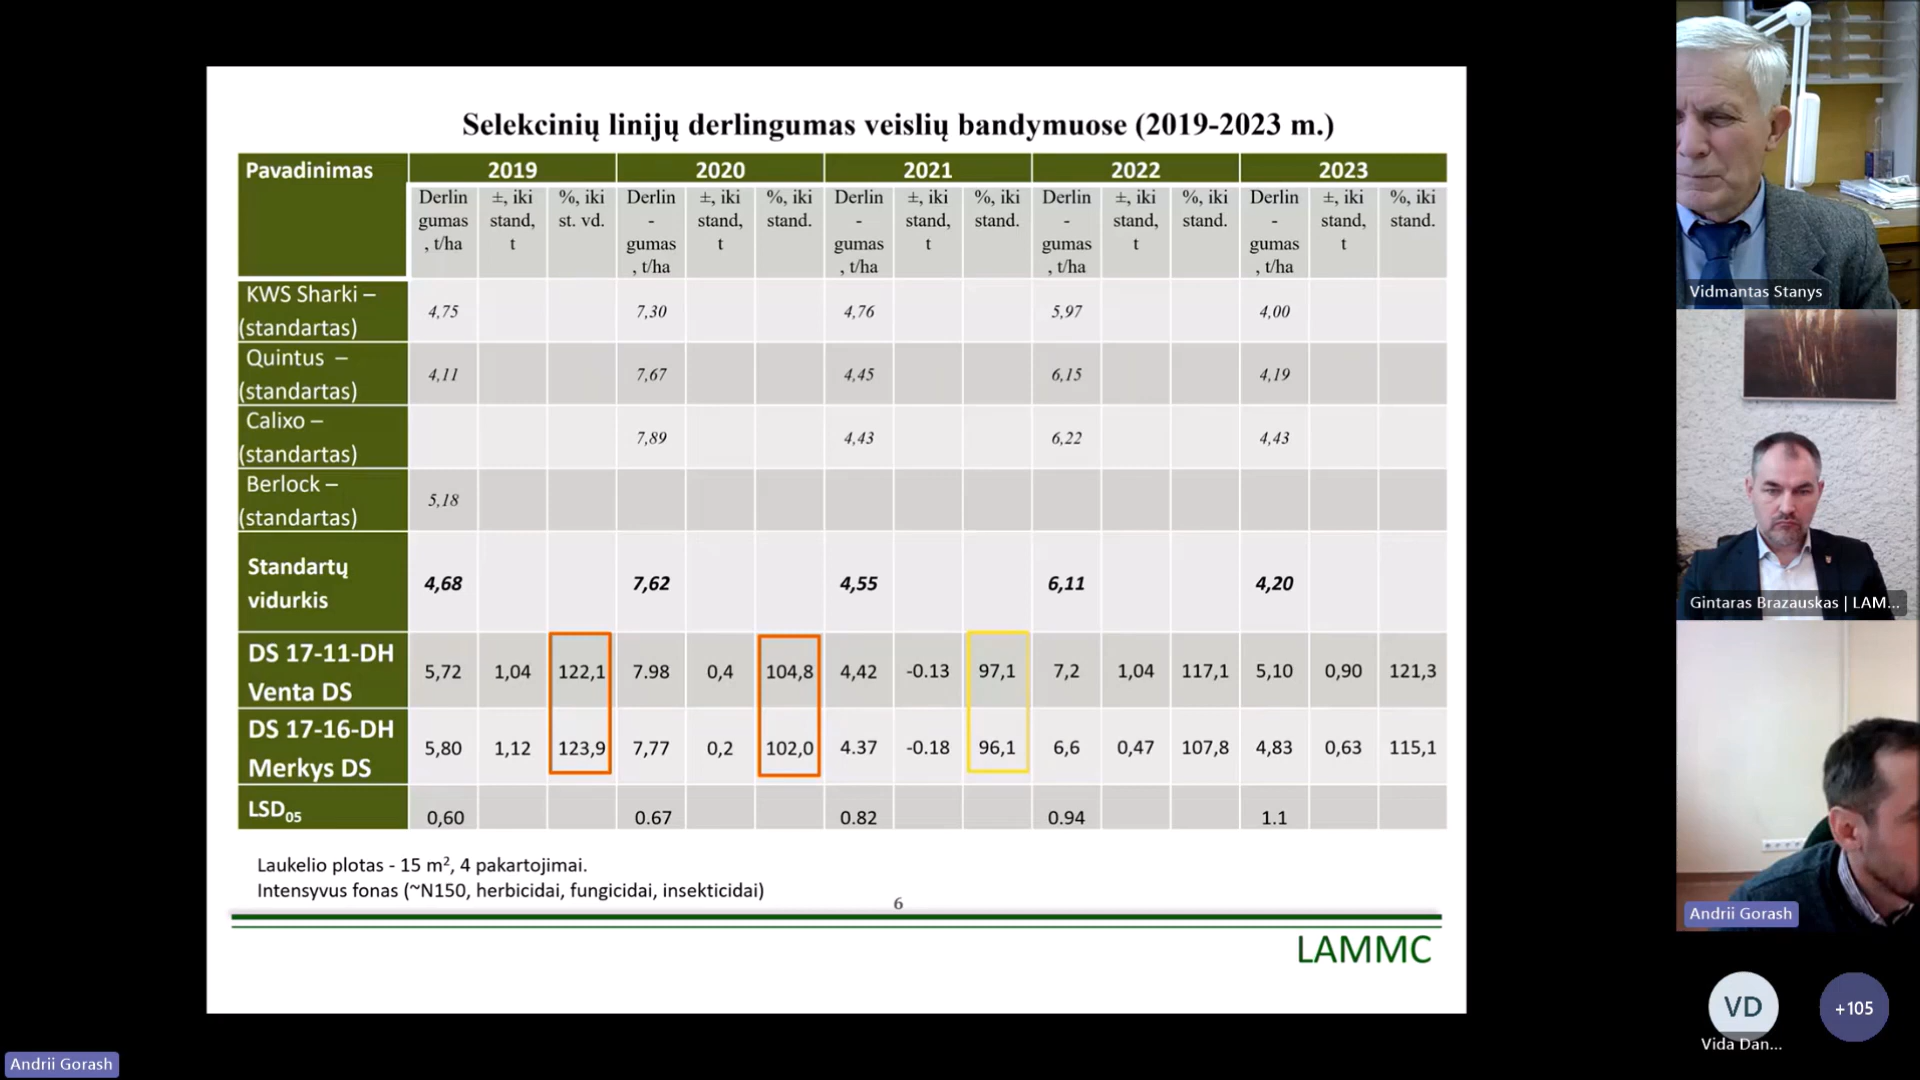 Selekcinių linijų derlingumas veislių bandymuose (2019-2023 m.)
Pavadinimas 2019 2020 2021 2022 2023
Derlin ±, iki %, iki Derlin ±, iki %, iki Derlin ±, iki %, iki Derlin ±, iki %, iki Derlin ±, iki %, iki
gumas stand, st. vd. - stand, stand. - stand, stand. - stand, stand. - stand, stand.
, t/ha t gumas t gumas t gumas t gumas t
, t/ha , t/ha , t/ha , t/ha
KWS Sharki –
(standartas) 4,75 7,30 4,76 5,97 4,00
Quintus –
(standartas) 4,11 7,67 4,45 6,15 4,19
Calixo –
(standartas) 7,89 4,43 6,22 4,43
Berlock –
(standartas) 5,18
Standartų
vidurkis 4,68 7,62 4,55 6,11 4,20
DS 17-11-DH
Venta DS 5,72 1,04 122,1 7.98 0,4 104,8 4,42 -0.13 97,1 7,2 1,04 117,1 5,10 0,90 121,3
DS 17-16-DH
Merkys DS 5,80 1,12 123,9 7,77 0,2 102,0 4.37 -0.18 96,1 6,6 0,47 107,8 4,83 0,63 115,1
LSD05 0,60 0.67 0.82 0.94 1.1
Laukelio plotas - 15 m², 4 pakartojimai.
Intensyvus fonas (~N150, herbicidai, fungicidai, insekticidai)
6
LAMMC
Vidmantas Stanys
Gintaras Brazauskas | LAM...
Andrii Gorash
VD
+105
Vida Dan...
Andrii Gorash